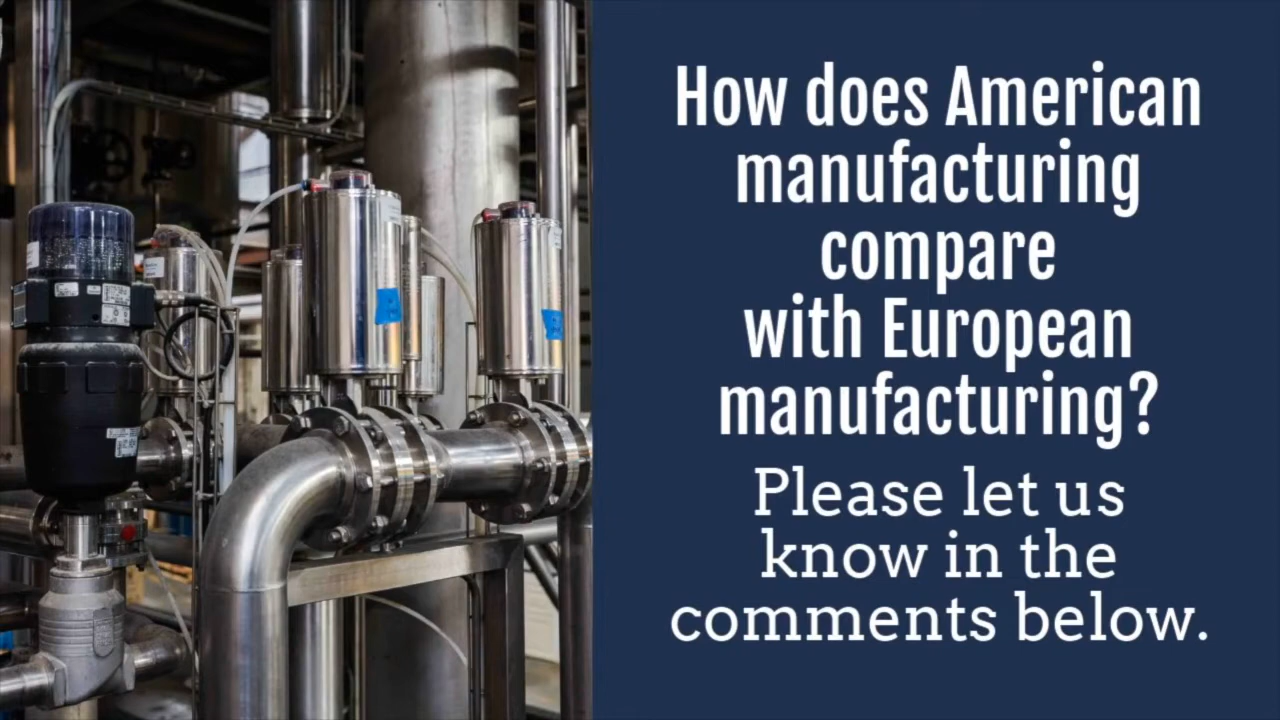 How does American
manufacturing
compare
with European
manufacturing?
Please let us
know in the
comments below.